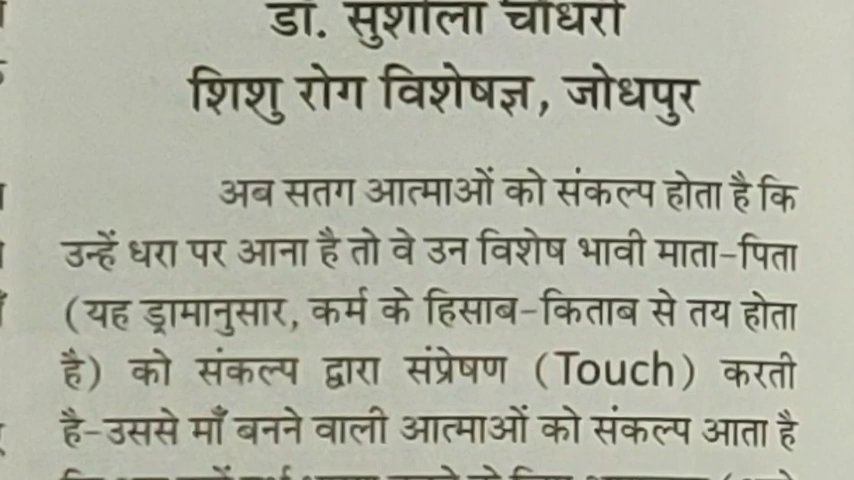 डॉ. सुशीला चौधरी
शिशु रोग विशेषज्ञ, जोधपुर
अब सतग आत्माओं को संकल्प होता है कि
उन्हें धरा पर आना है तो वे उन विशेष भावी माता-पिता
(यह ड्रामानुसार, कर्म के हिसाब-किताब से तय होता
है) को संकल्प द्वारा संप्रेषण (Touch) करती
है-उससे माँ बनने वाली आत्माओं को संकल्प आता है